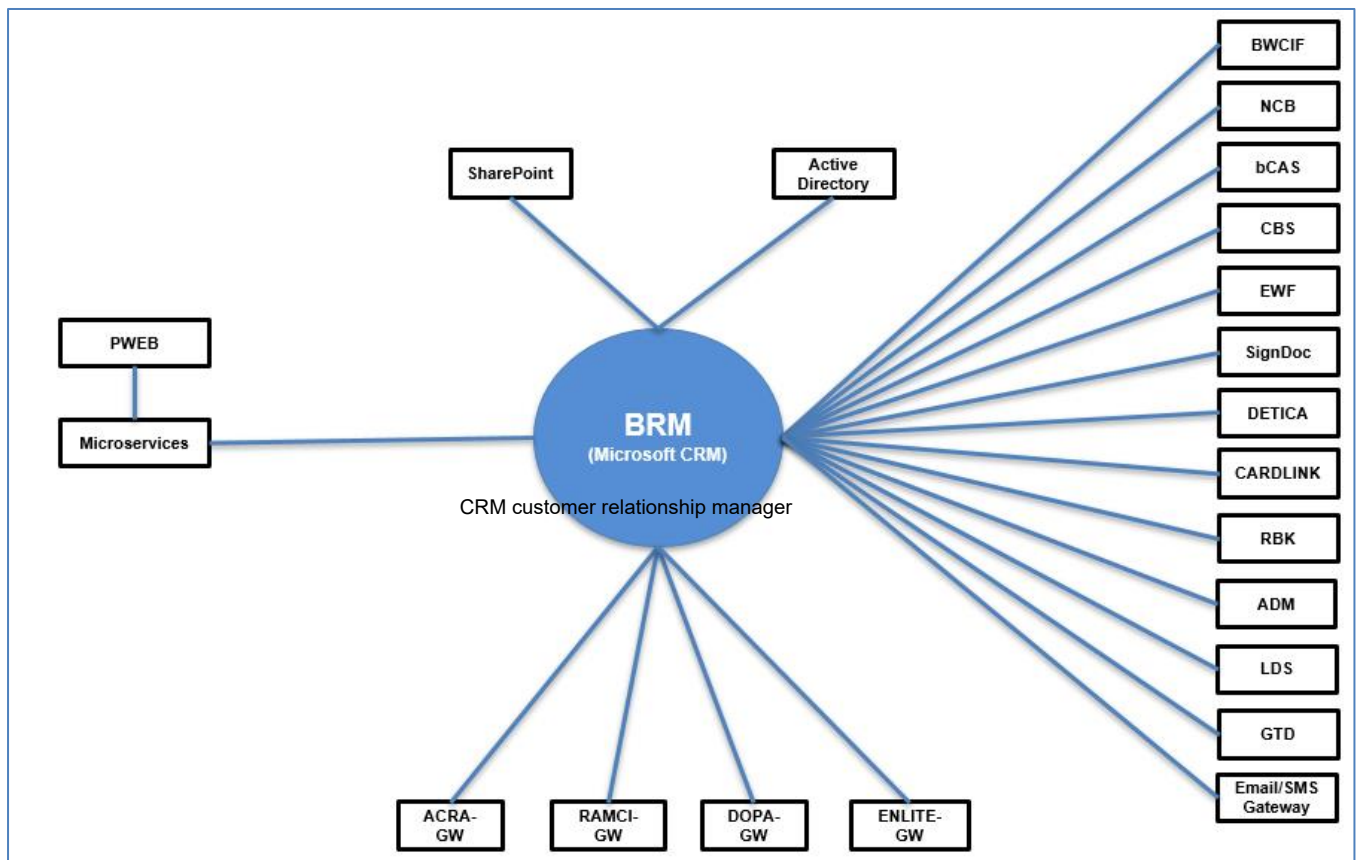 BWCIF
NCB
SharePoint
Active
Directory
bCAS
CBS
EWF
PWEB
SignDoc
Microservices
BRM
(Microsoft CRM)
DETICA
CARDLINK
CRM customer relationship manager
RBK
ADM
LDS
GTD
Email/SMS
Gateway
ACRA-
GW
RAMCI-
GW
DOPA-
GW
ENLITE-
GW